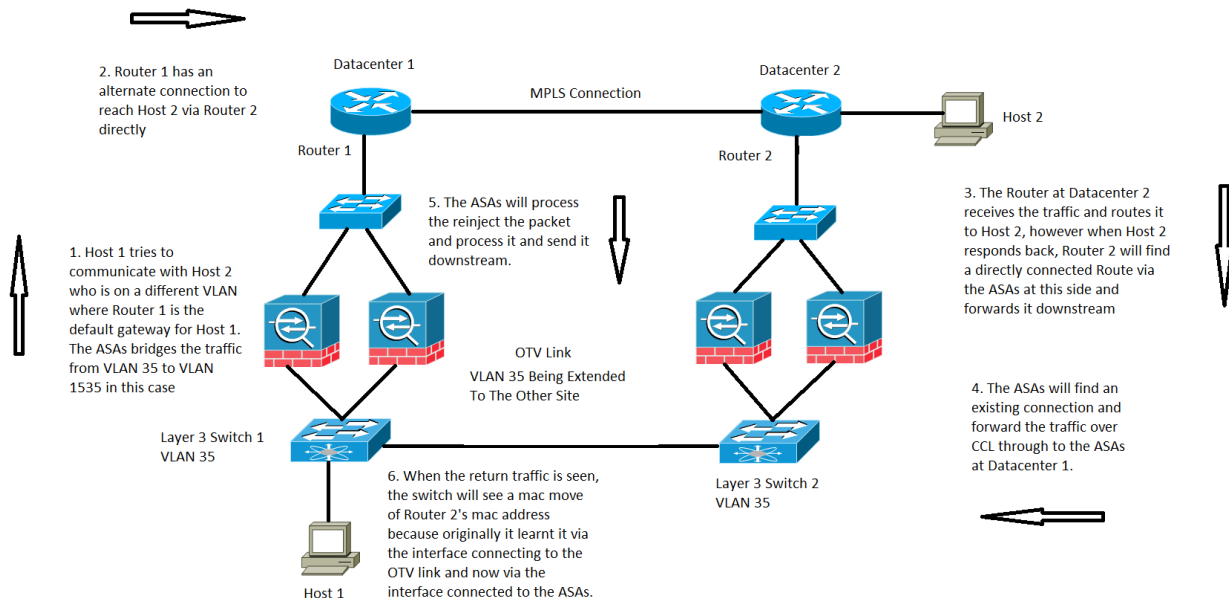 Datacenter 1
Datacenter 2
2. Router 1 has an
alternate connection to
reach Host 2 via Router 2
directly
MPLS Connection
Host 2
Router 1
Router 2
5. The ASAs will process
the reinject the packet
and process it and send it
downstream.
3. The Router at Datacenter 2
receives the traffic and routes it
to Host 2, however when Host 2
responds back, Router 2 will find
a directly connected Route via
the ASAs at this side and
forwards it downstream
1. Host 1 tries to
communicate with Host 2
who is on a different VLAN
where Router 1 is the
default gateway for Host 1.
The ASAs bridges the traffic
from VLAN 35 to VLAN
1535 in this case
OTV Link
VLAN 35 Being Extended
To The Other Site
4. The ASAs will find an
existing connection and
forward the traffic over
CCL through to the ASAs
at Datacenter 1.
Layer 3 Switch 1
VLAN 35
Layer 3 Switch 2
VLAN 35
6. When the return traffic is seen,
the switch will see a mac move
of Router 2's mac address
because originally it learnt it via
the interface connecting to the
OTV link and now via the
interface connected to the ASAs.
Host 1